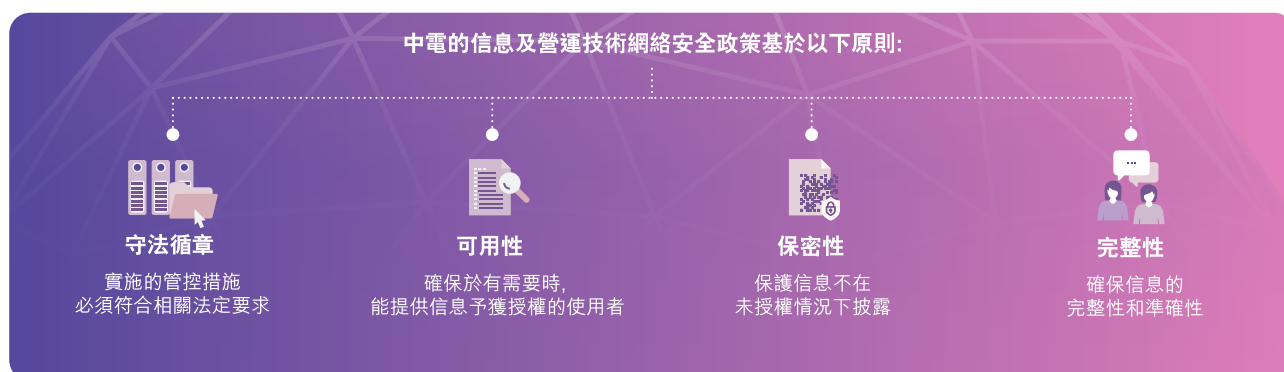 中電的信息及營運技術網絡安全政策基於以下原則:
守法循章
實施的管控措施
必須符合相關法定要求
可用性
確保於有需要時,
能提供信息予獲授權的使用者
保密性
保護信息不在
未授權情況下披露
完整性
確保信息的
完整性和準確性